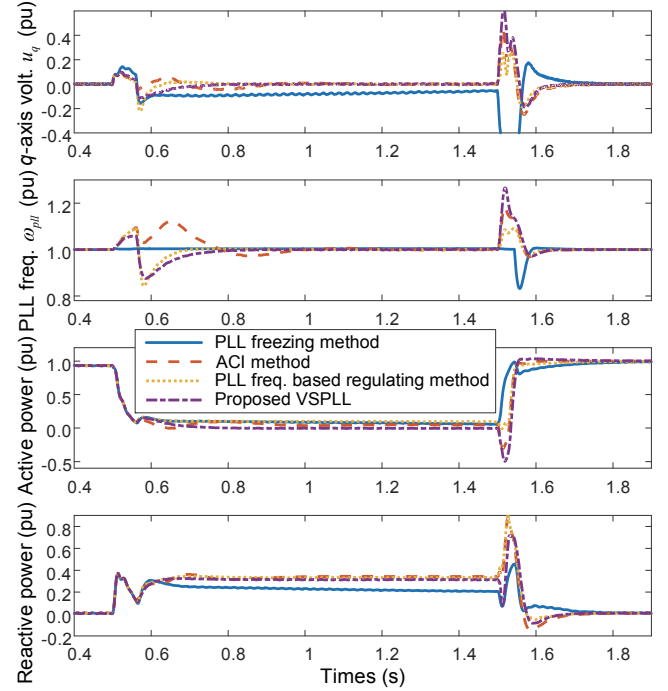 q-axis volt. u_q (pu)
0.4
0.2
0.0
-0.2
-0.4
0.4 0.6 0.8 1 1.2 1.4 1.6 1.8
PLL freq. ω_pll (pu)
1.2
1.0
0.8
0.4 0.6 0.8 1 1.2 1.4 1.6 1.8
Active power (pu)
1.0
0.5
0.0
-0.5
PLL freezing method
ACI method
PLL freq. based regulating method
Proposed VSPLL
0.4 0.6 0.8 1 1.2 1.4 1.6 1.8
Reactive power (pu)
0.8
0.6
0.4
0.2
0.0
-0.2
0.4 0.6 0.8 1 1.2 1.4 1.6 1.8
Times (s)